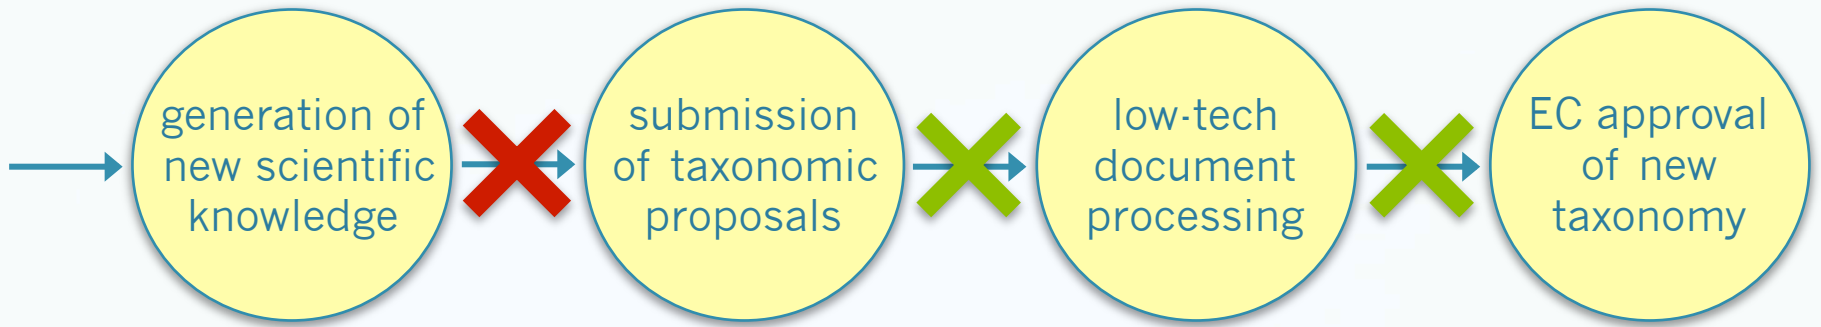 generation of
new scientific
knowledge
submission
of taxonomic
proposals
low-tech
document
processing
EC approval
of new
taxonomy